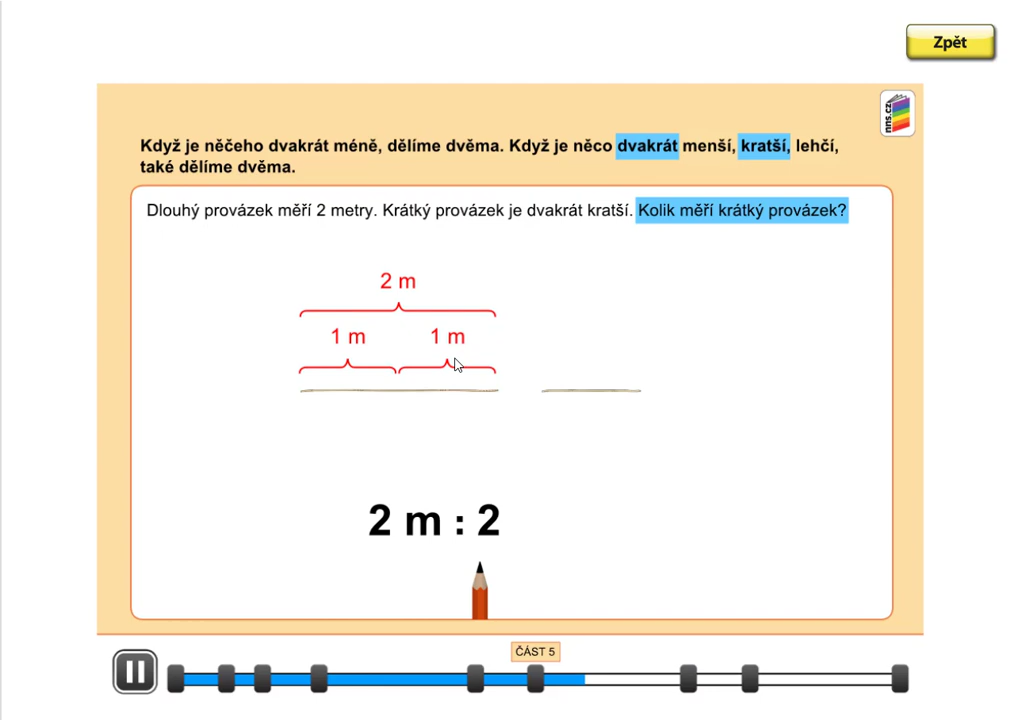 Zpět
nns.cz
Když je něčeho dvakrát méně, dělíme dvěma. Když je něco dvakrát menší, kratší, lehčí,
také dělíme dvěma.
Dlouhý provázek měří 2 metry. Krátký provázek je dvakrát kratší. Kolik měří krátký provázek?
2 m
1 m 1 m
2 m : 2
ČÁST 5